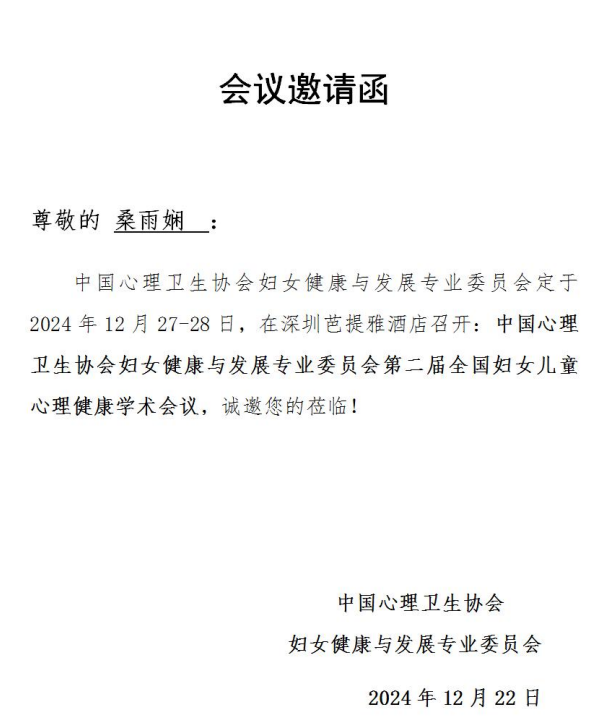 会议邀请函
尊敬的 桑雨娴 ：
中国心理卫生协会妇女健康与发展专业委员会定于
2024 年 12 月 27-28 日，在深圳芭提雅酒店召开：中国心理
卫生协会妇女健康与发展专业委员会第二届全国妇女儿童
心理健康学术会议，诚邀您的莅临！
中国心理卫生协会
妇女健康与发展专业委员会
2024 年 12 月 22 日